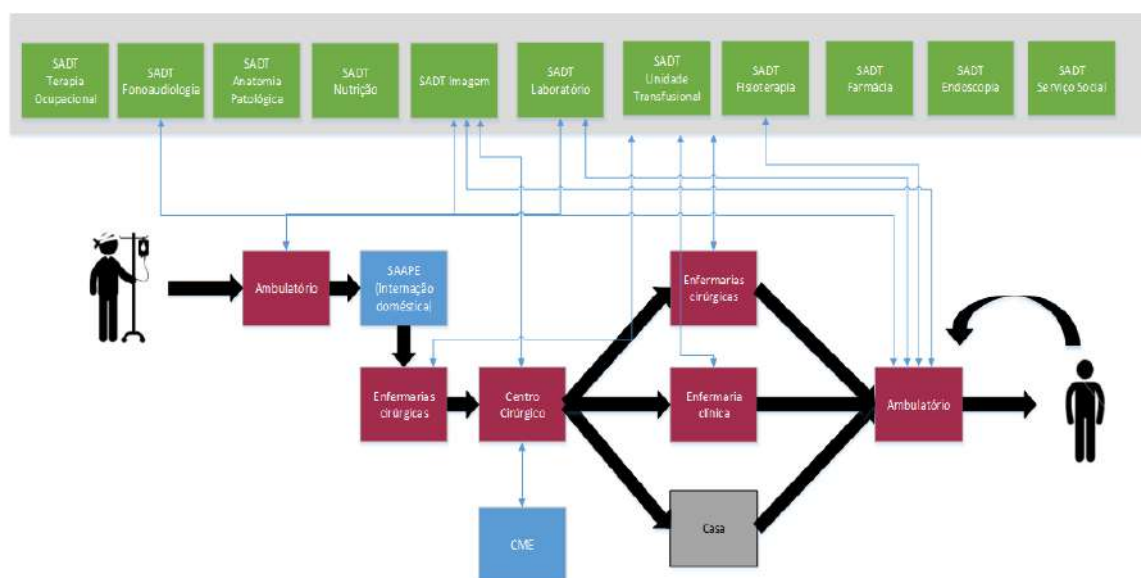 SADT
Terapia
Ocupacional
SADT
Fonoaudiologia
SADT
Anatomia
Patológica
SADT
Nutrição
SADT Imagem
SADT
Laboratório
SADT
Unidade
Transfusional
SADT
Fisioterapia
SADT
Farmácia
SADT
Endoscopia
SADT
Serviço Social
Ambulatório
SAAPE
(Internação
doméstica)
Enfermarias
cirúrgicas
Enfermarias
cirúrgicas
Centro
Cirúrgico
Enfermaria
clínica
Ambulatório
CME
Casa